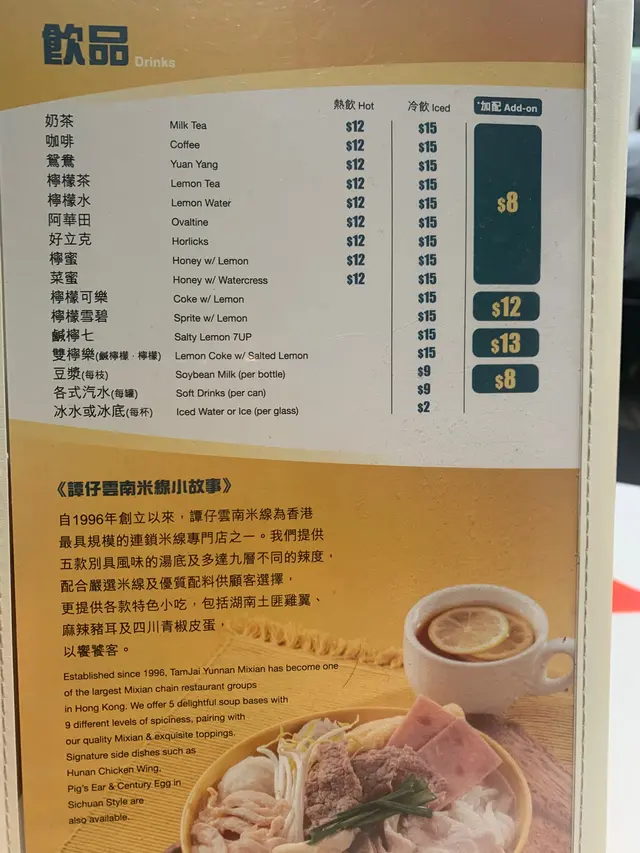 飲品 Drinks
熱飲 Hot 冷飲 Iced *加配 Add-on
奶茶 Milk Tea $12 $15
咖啡 Coffee $12 $15
鴛鴦 Yuan Yang $12 $15
檸檬茶 Lemon Tea $12 $15
檸檬水 Lemon Water $12 $15 $8
阿華田 Ovaltine $12 $15
好立克 Horlicks $12 $15
檸蜜 Honey w/ Lemon $12 $15
菜蜜 Honey w/ Watercress $12 $15
檸檬可樂 Coke w/ Lemon $15 $12
檸檬雪碧 Sprite w/ Lemon $15
鹹檸七 Salty Lemon 7UP $15 $13
雙檸樂(鹹檸檬·檸檬) Lemon Coke w/ Salted Lemon $15
豆漿(每枝) Soybean Milk (per bottle) $9 $8
各式汽水(每罐) Soft Drinks (per can) $9
冰水或冰底(每杯) Iced Water or Ice (per glass) $2
《譚仔雲南米線小故事》
自1996年創立以來，譚仔雲南米線為香港
最具規模的連鎖米線專門店之一。我們提供
五款別具風味的湯底及多達九層不同的辣度，
配合嚴選米線及優質配料供顧客選擇，
更提供各款特色小吃，包括湖南土匪雞翼、
麻辣豬耳及四川青椒皮蛋，
以饗饕客。
Established since 1996, TamJai Yunnan Mixian has become one
of the largest Mixian chain restaurant groups
in Hong Kong. We offer 5 delightful soup bases with
9 different levels of spiciness, pairing with
our quality Mixian & exquisite toppings.
Signature side dishes such as
Hunan Chicken Wing,
Pig's Ear & Century Egg in
Sichuan Style are
also available.